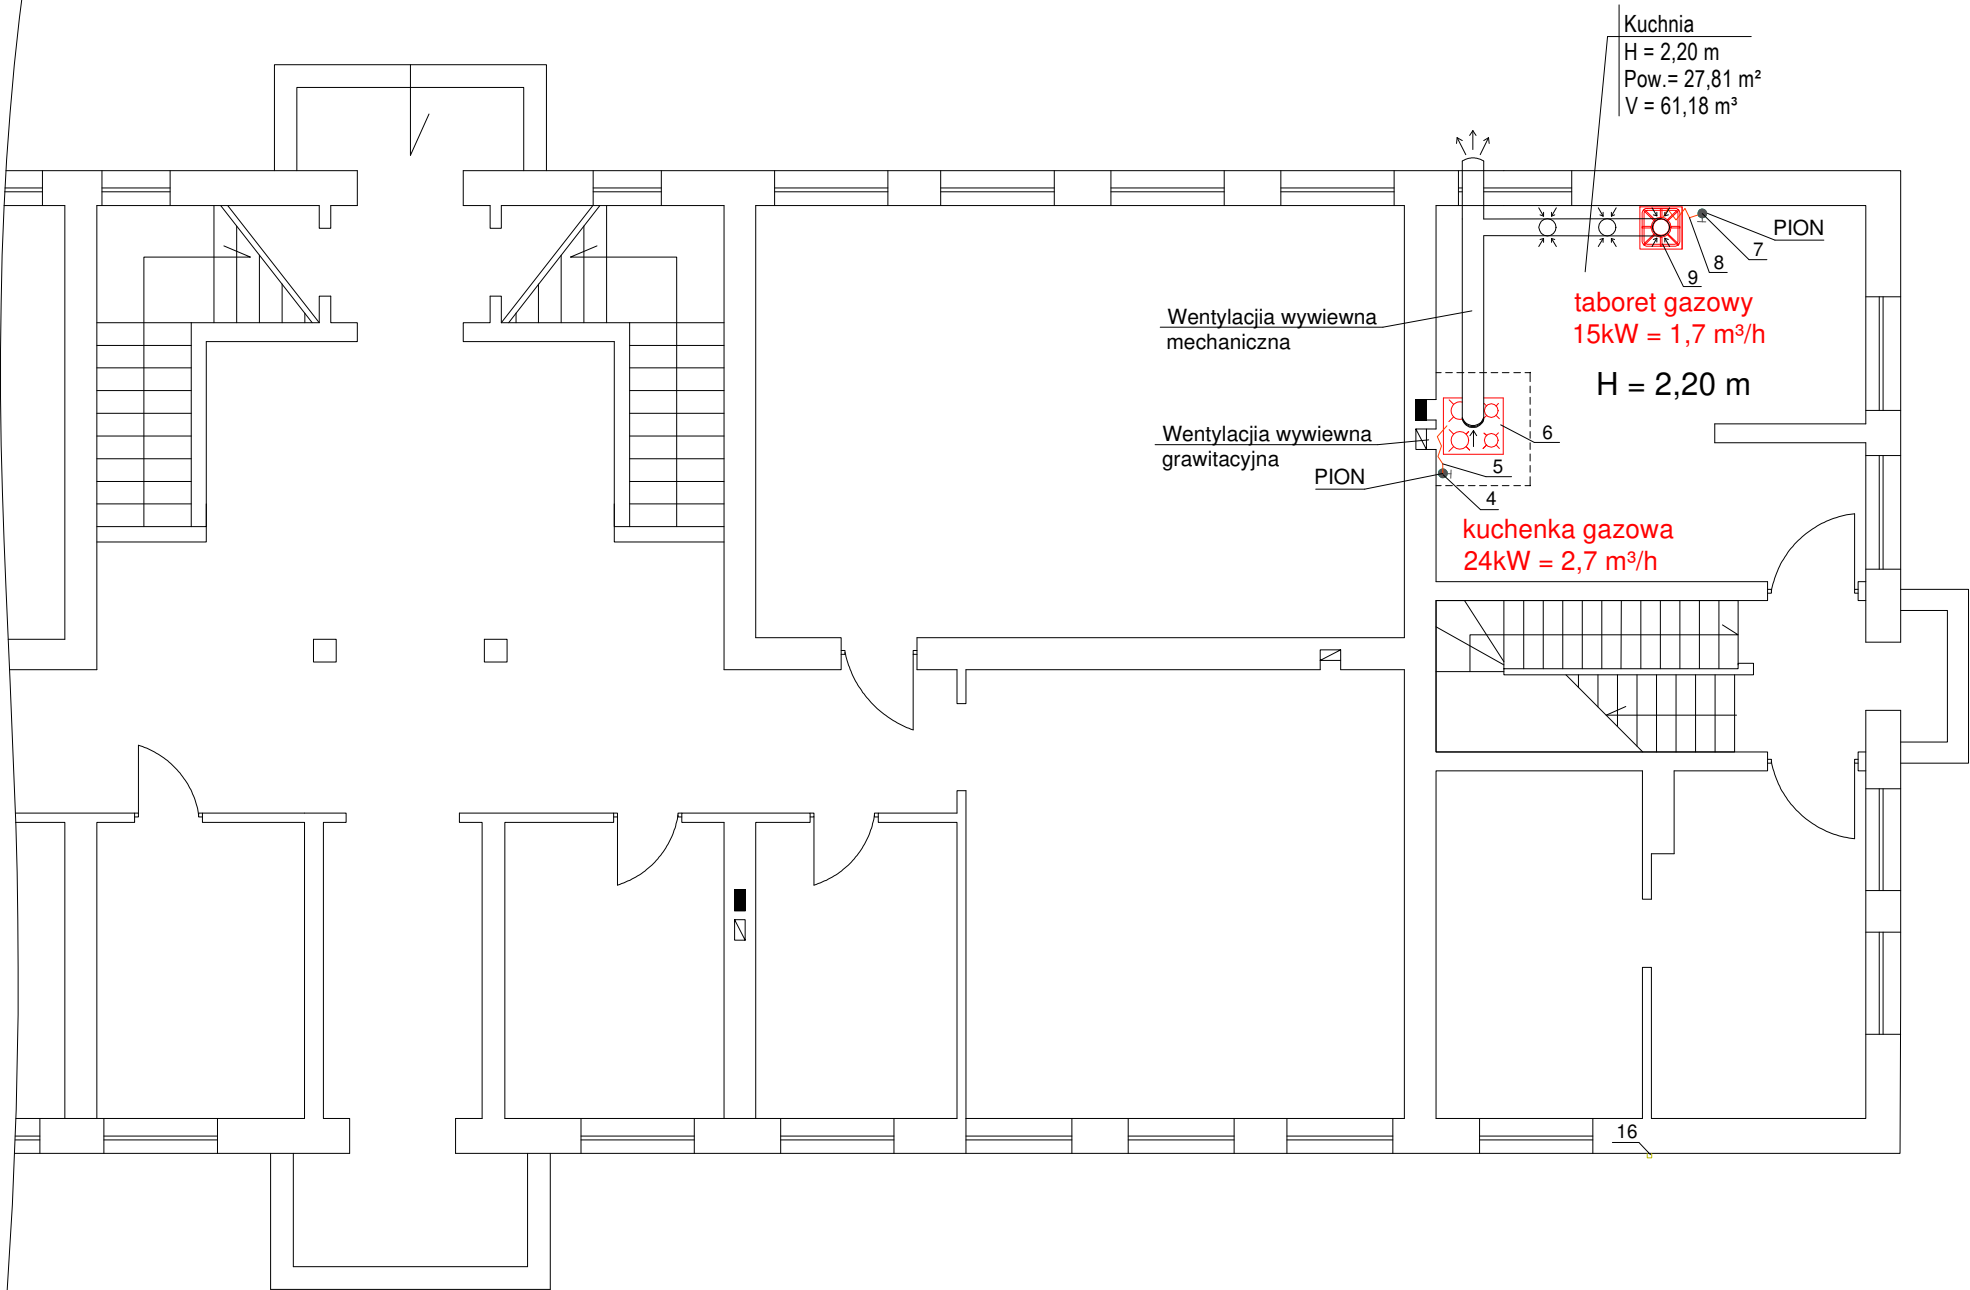 Kuchnia
H = 2,20 m
Pow.= 27,81 m²
V = 61,18 m³
PION
7
8
9
taboret gazowy
15kW = 1,7 m³/h
H = 2,20 m
Wentylacjia wywiewna
mechaniczna
Wentylacjia wywiewna
grawitacyjna
PION
6
5
4
kuchenka gazowa
24kW = 2,7 m³/h
16